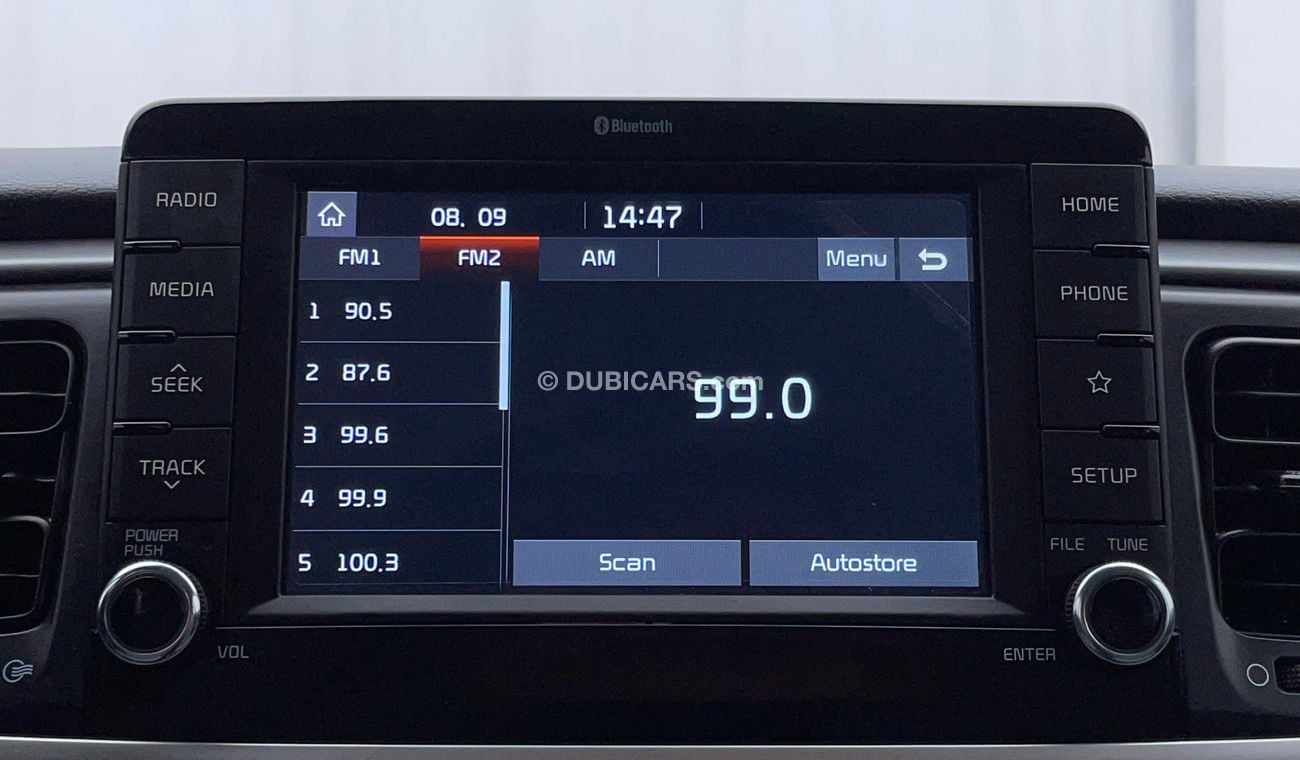 Bluetooth
RADIO
MEDIA
SEEK
TRACK
POWER
PUSH
VOL
08. 09 14:47
FM1 FM2 AM Menu
1 90.5
2 87.6
3 99.6
4 99.9
5 100.3
© DUBICARS.com
99.0
Scan Autostore
HOME
PHONE
SETUP
FILE TUNE
ENTER